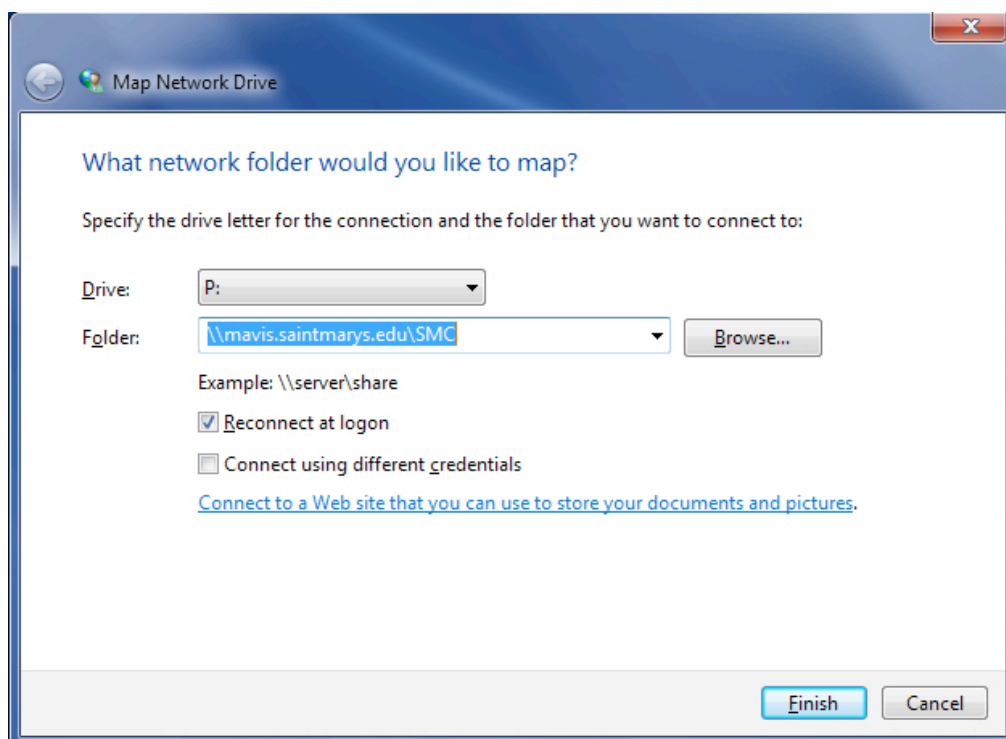 Map Network Drive
What network folder would you like to map?
Specify the drive letter for the connection and the folder that you want to connect to:
Drive: P:
Folder: \\mavis.saintmarys.edu\SMC Browse...
Example: \\server\share
Reconnect at logon
Connect using different credentials
Connect to a Web site that you can use to store your documents and pictures.
Finish Cancel